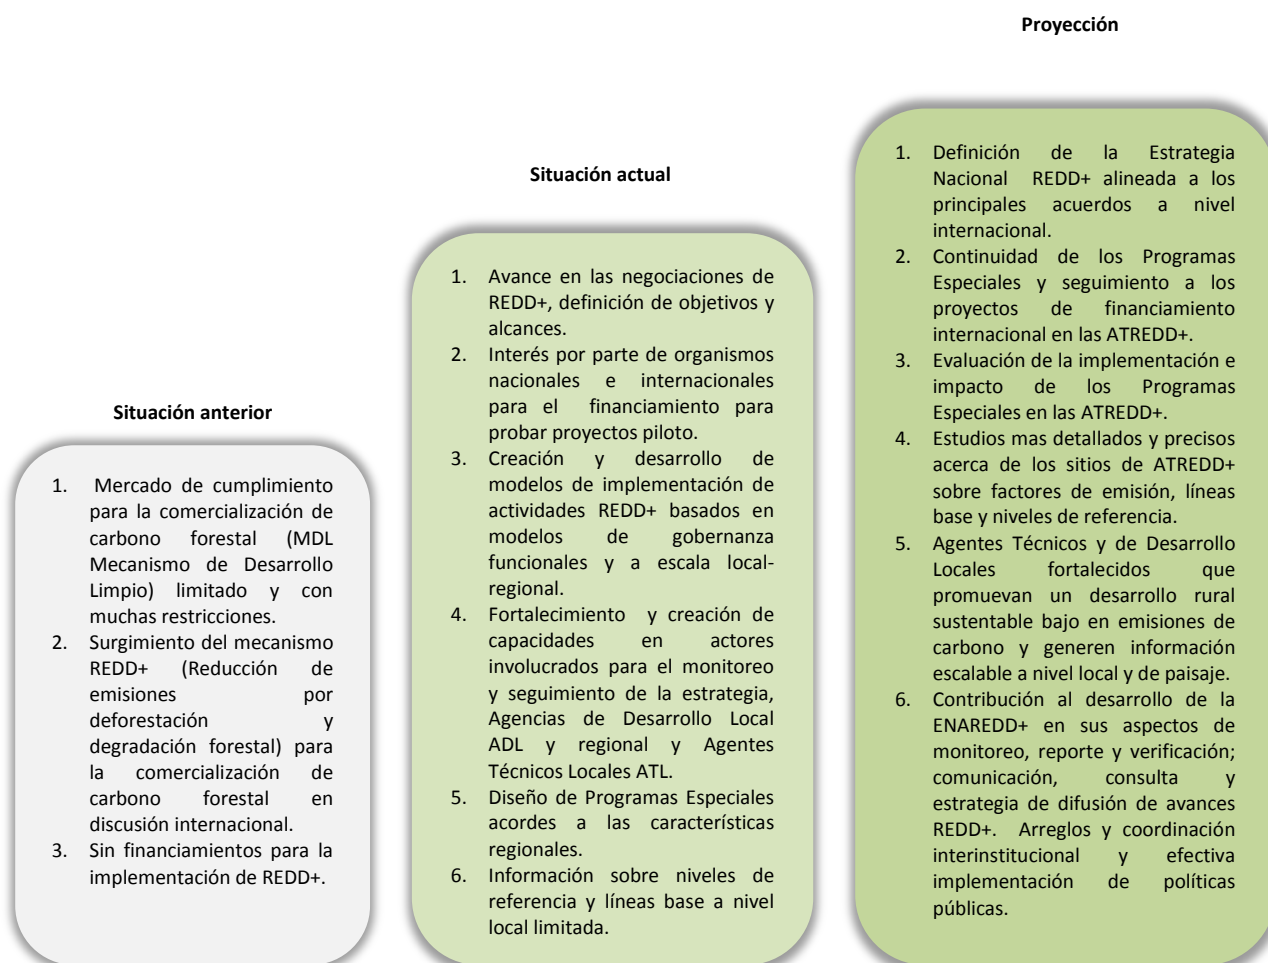 Situación anterior
1. Mercado de cumplimiento
para la comercialización de
carbono forestal (MDL
Mecanismo de Desarrollo
Limpio) limitado y con
muchas restricciones.
2. Surgimiento del mecanismo
REDD+ (Reducción de
emisiones por
deforestación y
degradación forestal) para
la comercialización de
carbono forestal en
discusión internacional.
3. Sin financiamientos para la
implementación de REDD+.
Situación actual
1. Avance en las negociaciones de
REDD+, definición de objetivos y
alcances.
2. Interés por parte de organismos
nacionales e internacionales
para el financiamiento para
probar proyectos piloto.
3. Creación y desarrollo de
modelos de implementación de
actividades REDD+ basados en
modelos de gobernanza
funcionales y a escala local-
regional.
4. Fortalecimiento y creación de
capacidades en actores
involucrados para el monitoreo
y seguimiento de la estrategia,
Agencias de Desarrollo Local
ADL y regional y Agentes
Técnicos Locales ATL.
5. Diseño de Programas Especiales
acordes a las características
regionales.
6. Información sobre niveles de
referencia y líneas base a nivel
local limitada.
Proyección
1. Definición de la Estrategia
Nacional REDD+ alineada a los
principales acuerdos a nivel
internacional.
2. Continuidad de los Programas
Especiales y seguimiento a los
proyectos de financiamiento
internacional en las ATREDD+.
3. Evaluación de la implementación e
impacto de los Programas
Especiales en las ATREDD+.
4. Estudios mas detallados y precisos
acerca de los sitios de ATREDD+
sobre factores de emisión, líneas
base y niveles de referencia.
5. Agentes Técnicos y de Desarrollo
Locales fortalecidos que
promuevan un desarrollo rural
sustentable bajo en emisiones de
carbono y generen información
escalable a nivel local y de paisaje.
6. Contribución al desarrollo de la
ENAREDD+ en sus aspectos de
monitoreo, reporte y verificación;
comunicación, consulta y
estrategia de difusión de avances
REDD+. Arreglos y coordinación
interinstitucional y efectiva
implementación de políticas
públicas.